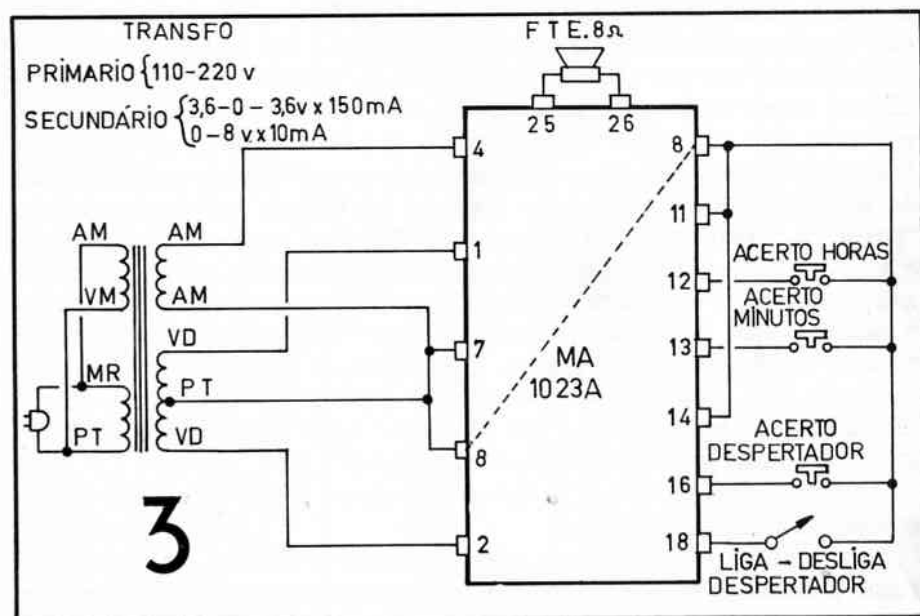 TRANSFO
PRIMARIO {110-220 v
SECUNDÁRIO {3,6-0-3,6v x 150mA
0-8 v x 10mA
F T E. 8Ω
25
26
4
8
11
AM
AM
1
ACERTO HORAS
12
VM
AM
ACERTO
MINUTOS
VD
7
MA
1023A
13
MR
PT
14
PT
VD
8
ACERTO
DESPERTADOR
16
3
2
18
LIGA - DESLIGA
DESPERTADOR